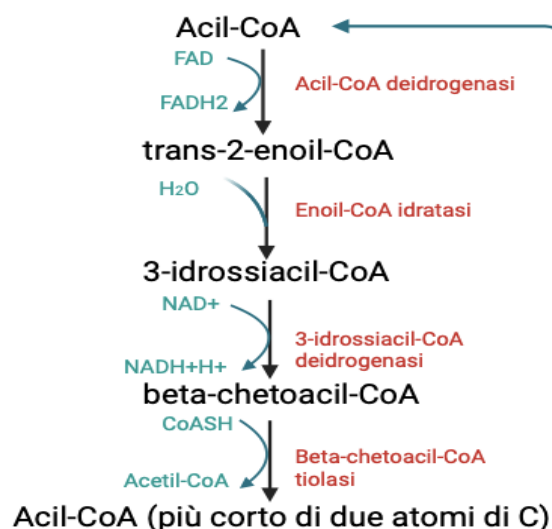 Acil-CoA
FAD
Acil-CoA deidrogenasi
FADH2
trans-2-enoil-CoA
H₂O
Enoil-CoA idratasi
3-idrossiacil-CoA
NAD+
3-idrossiacil-CoA
deidrogenasi
NADH+H+
beta-chetoacil-CoA
CoASH
Beta-chetoacil-CoA
tiolasi
Acetil-CoA
Acil-CoA (più corto di due atomi di C)